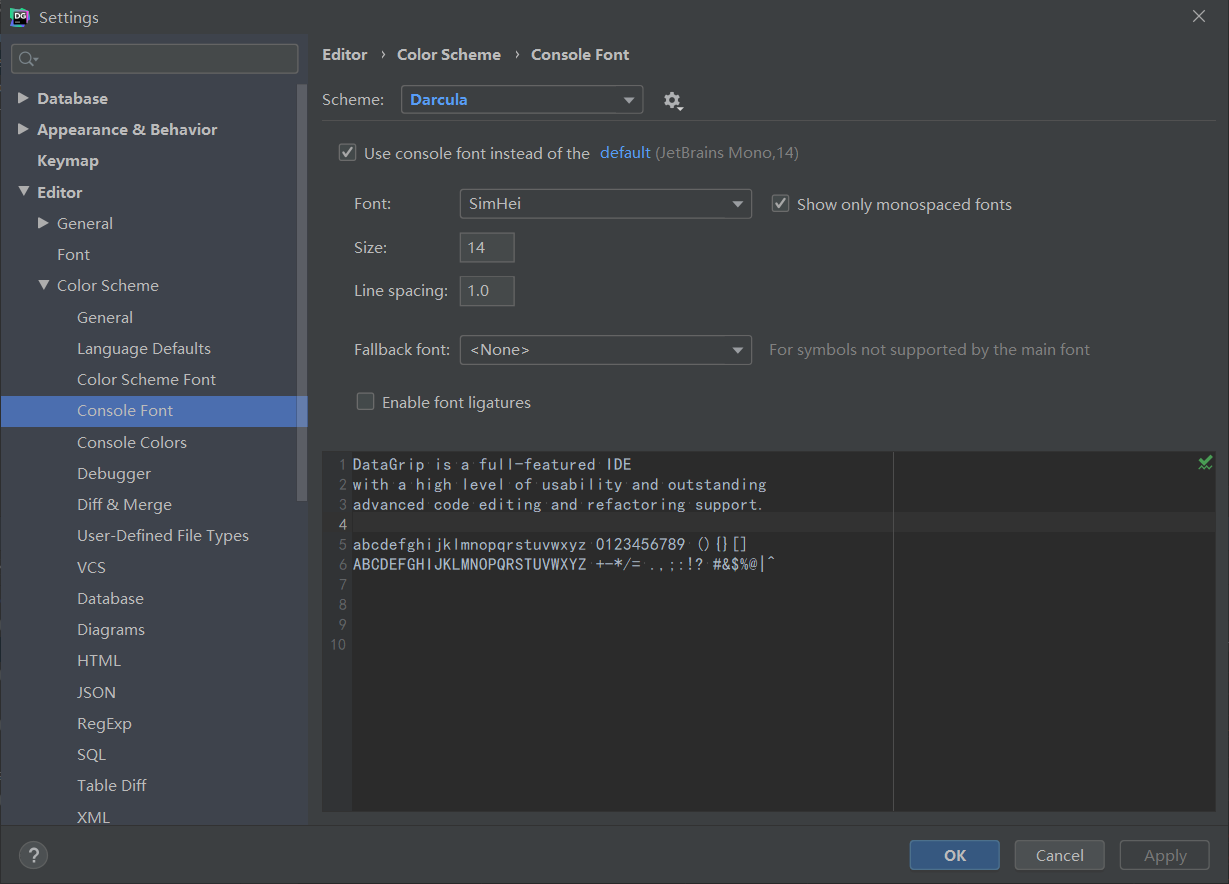 DG Settings
Database
Appearance & Behavior
Keymap
Editor
General
Font
Color Scheme
General
Language Defaults
Color Scheme Font
Console Font
Console Colors
Debugger
Diff & Merge
User-Defined File Types
VCS
Database
Diagrams
HTML
JSON
RegExp
SQL
Table Diff
XML
Editor › Color Scheme › Console Font
Scheme: Darcula
Use console font instead of the default (JetBrains Mono,14)
Font: SimHei Show only monospaced fonts
Size: 14
Line spacing: 1.0
Fallback font: <None> For symbols not supported by the main font
Enable font ligatures
1 DataGrip is a full-featured IDE
2 with a high level of usability and outstanding
3 advanced code editing and refactoring support.
4
5 abcdefghijklmnopqrstuvwxyz 0123456789 (){}[]
6 ABCDEFGHIJKLMNOPQRSTUVWXYZ +-*/= .,;:!? #&$%@|^
7
8
9
10
? OK Cancel Apply